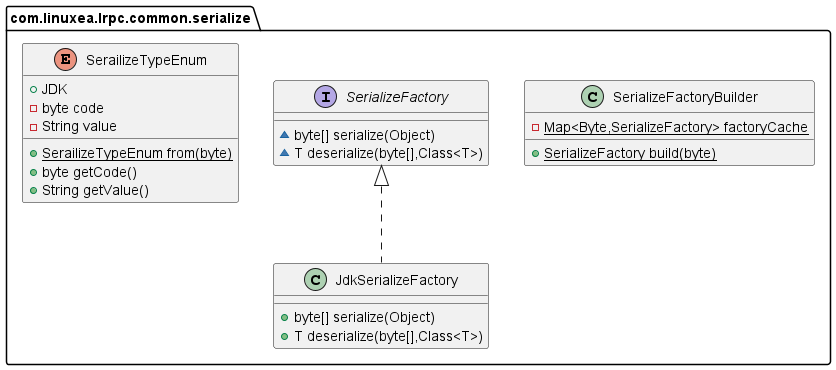 com.linuxea.lrpc.common.serialize
E SerailizeTypeEnum
JDK
byte code
String value
SerailizeTypeEnum from(byte)
byte getCode()
String getValue()
I SerializeFactory
byte[] serialize(Object)
T deserialize(byte[],Class<T>)
C SerializeFactoryBuilder
Map<Byte,SerializeFactory> factoryCache
SerializeFactory build(byte)
C JdkSerializeFactory
byte[] serialize(Object)
T deserialize(byte[],Class<T>)